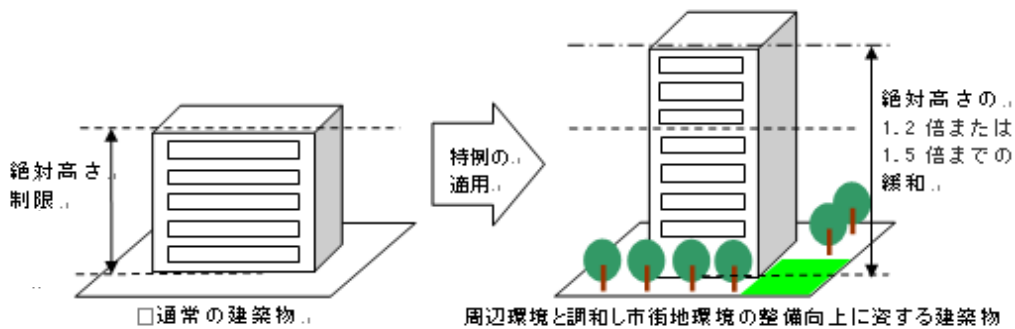 絶対高さ
制限
特例の
適用
絶対高さの
1.2 倍または
1.5 倍までの
緩和
□通常の建築物
周辺環境と調和し市街地環境の整備向上に資する建築物